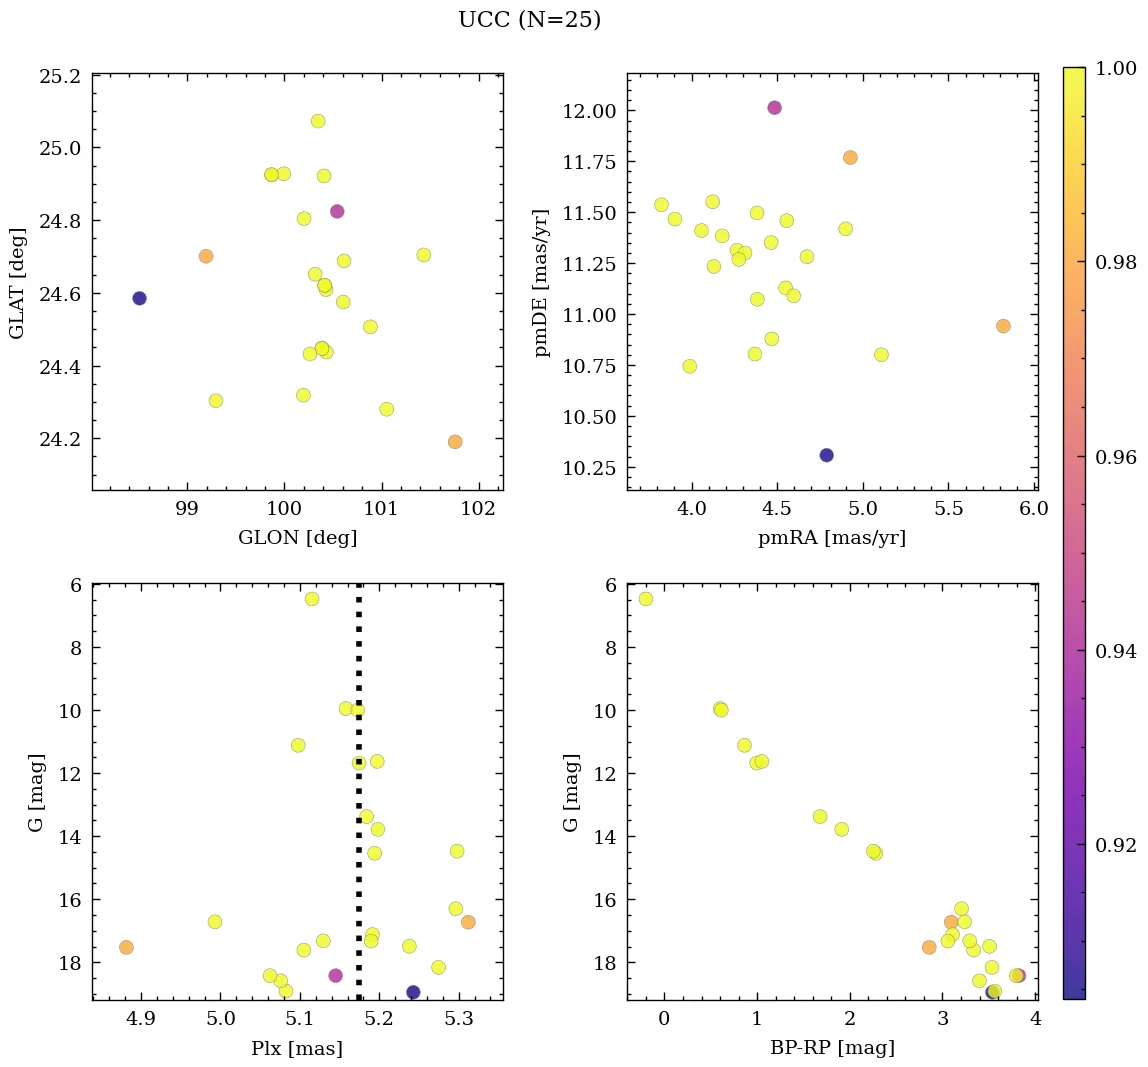 UCC (N=25)
25.2
25.0
24.8
24.6
24.4
24.2
GLAT [deg]
99 100 101 102
GLON [deg]
12.00
11.75
11.50
11.25
11.00
10.75
10.50
10.25
pmDE [mas/yr]
4.0 4.5 5.0 5.5 6.0
pmRA [mas/yr]
6
8
10
12
14
16
18
G [mag]
4.9 5.0 5.1 5.2 5.3
Plx [mas]
6
8
10
12
14
16
18
G [mag]
0 1 2 3 4
BP-RP [mag]
1.00
0.98
0.96
0.94
0.92